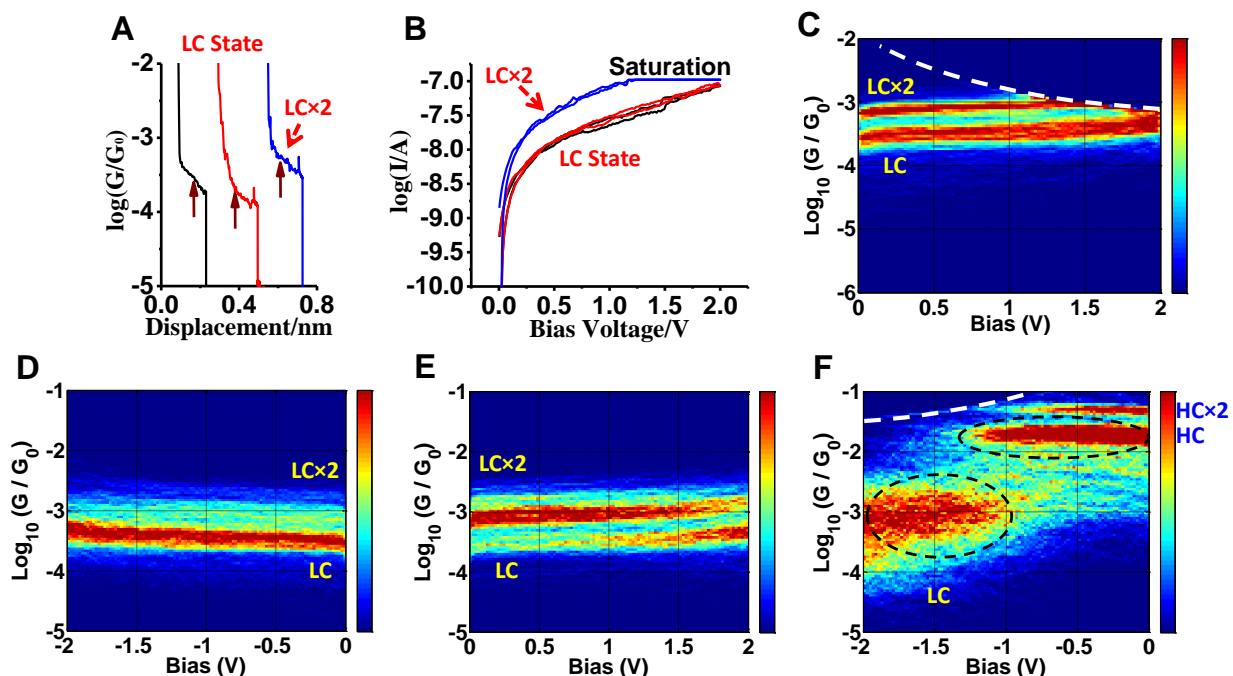 A
LC State
-2
-3
-4
-5
log(G/G₀)
LC×2
0.0 0.4 0.8
Displacement/nm
B
-7.0
-7.5
-8.0
-8.5
-9.0
-9.5
-10.0
log(I/A)
Saturation
LC×2
LC State
0.0 0.5 1.0 1.5 2.0
Bias Voltage/V
C
-2
-3
-4
-5
-6
Log₁₀ (G / G₀)
LC×2
LC
0 0.5 1 1.5 2
Bias (V)
D
-1
-2
-3
-4
-5
Log₁₀ (G / G₀)
LC×2
LC
-2 -1.5 -1 -0.5 0
Bias (V)
E
-1
-2
-3
-4
-5
Log₁₀ (G / G₀)
LC×2
LC
0 0.5 1 1.5 2
Bias (V)
F
-1
-2
-3
-4
-5
Log₁₀ (G / G₀)
HC×2
HC
LC
-2 -1.5 -1 -0.5 0
Bias (V)